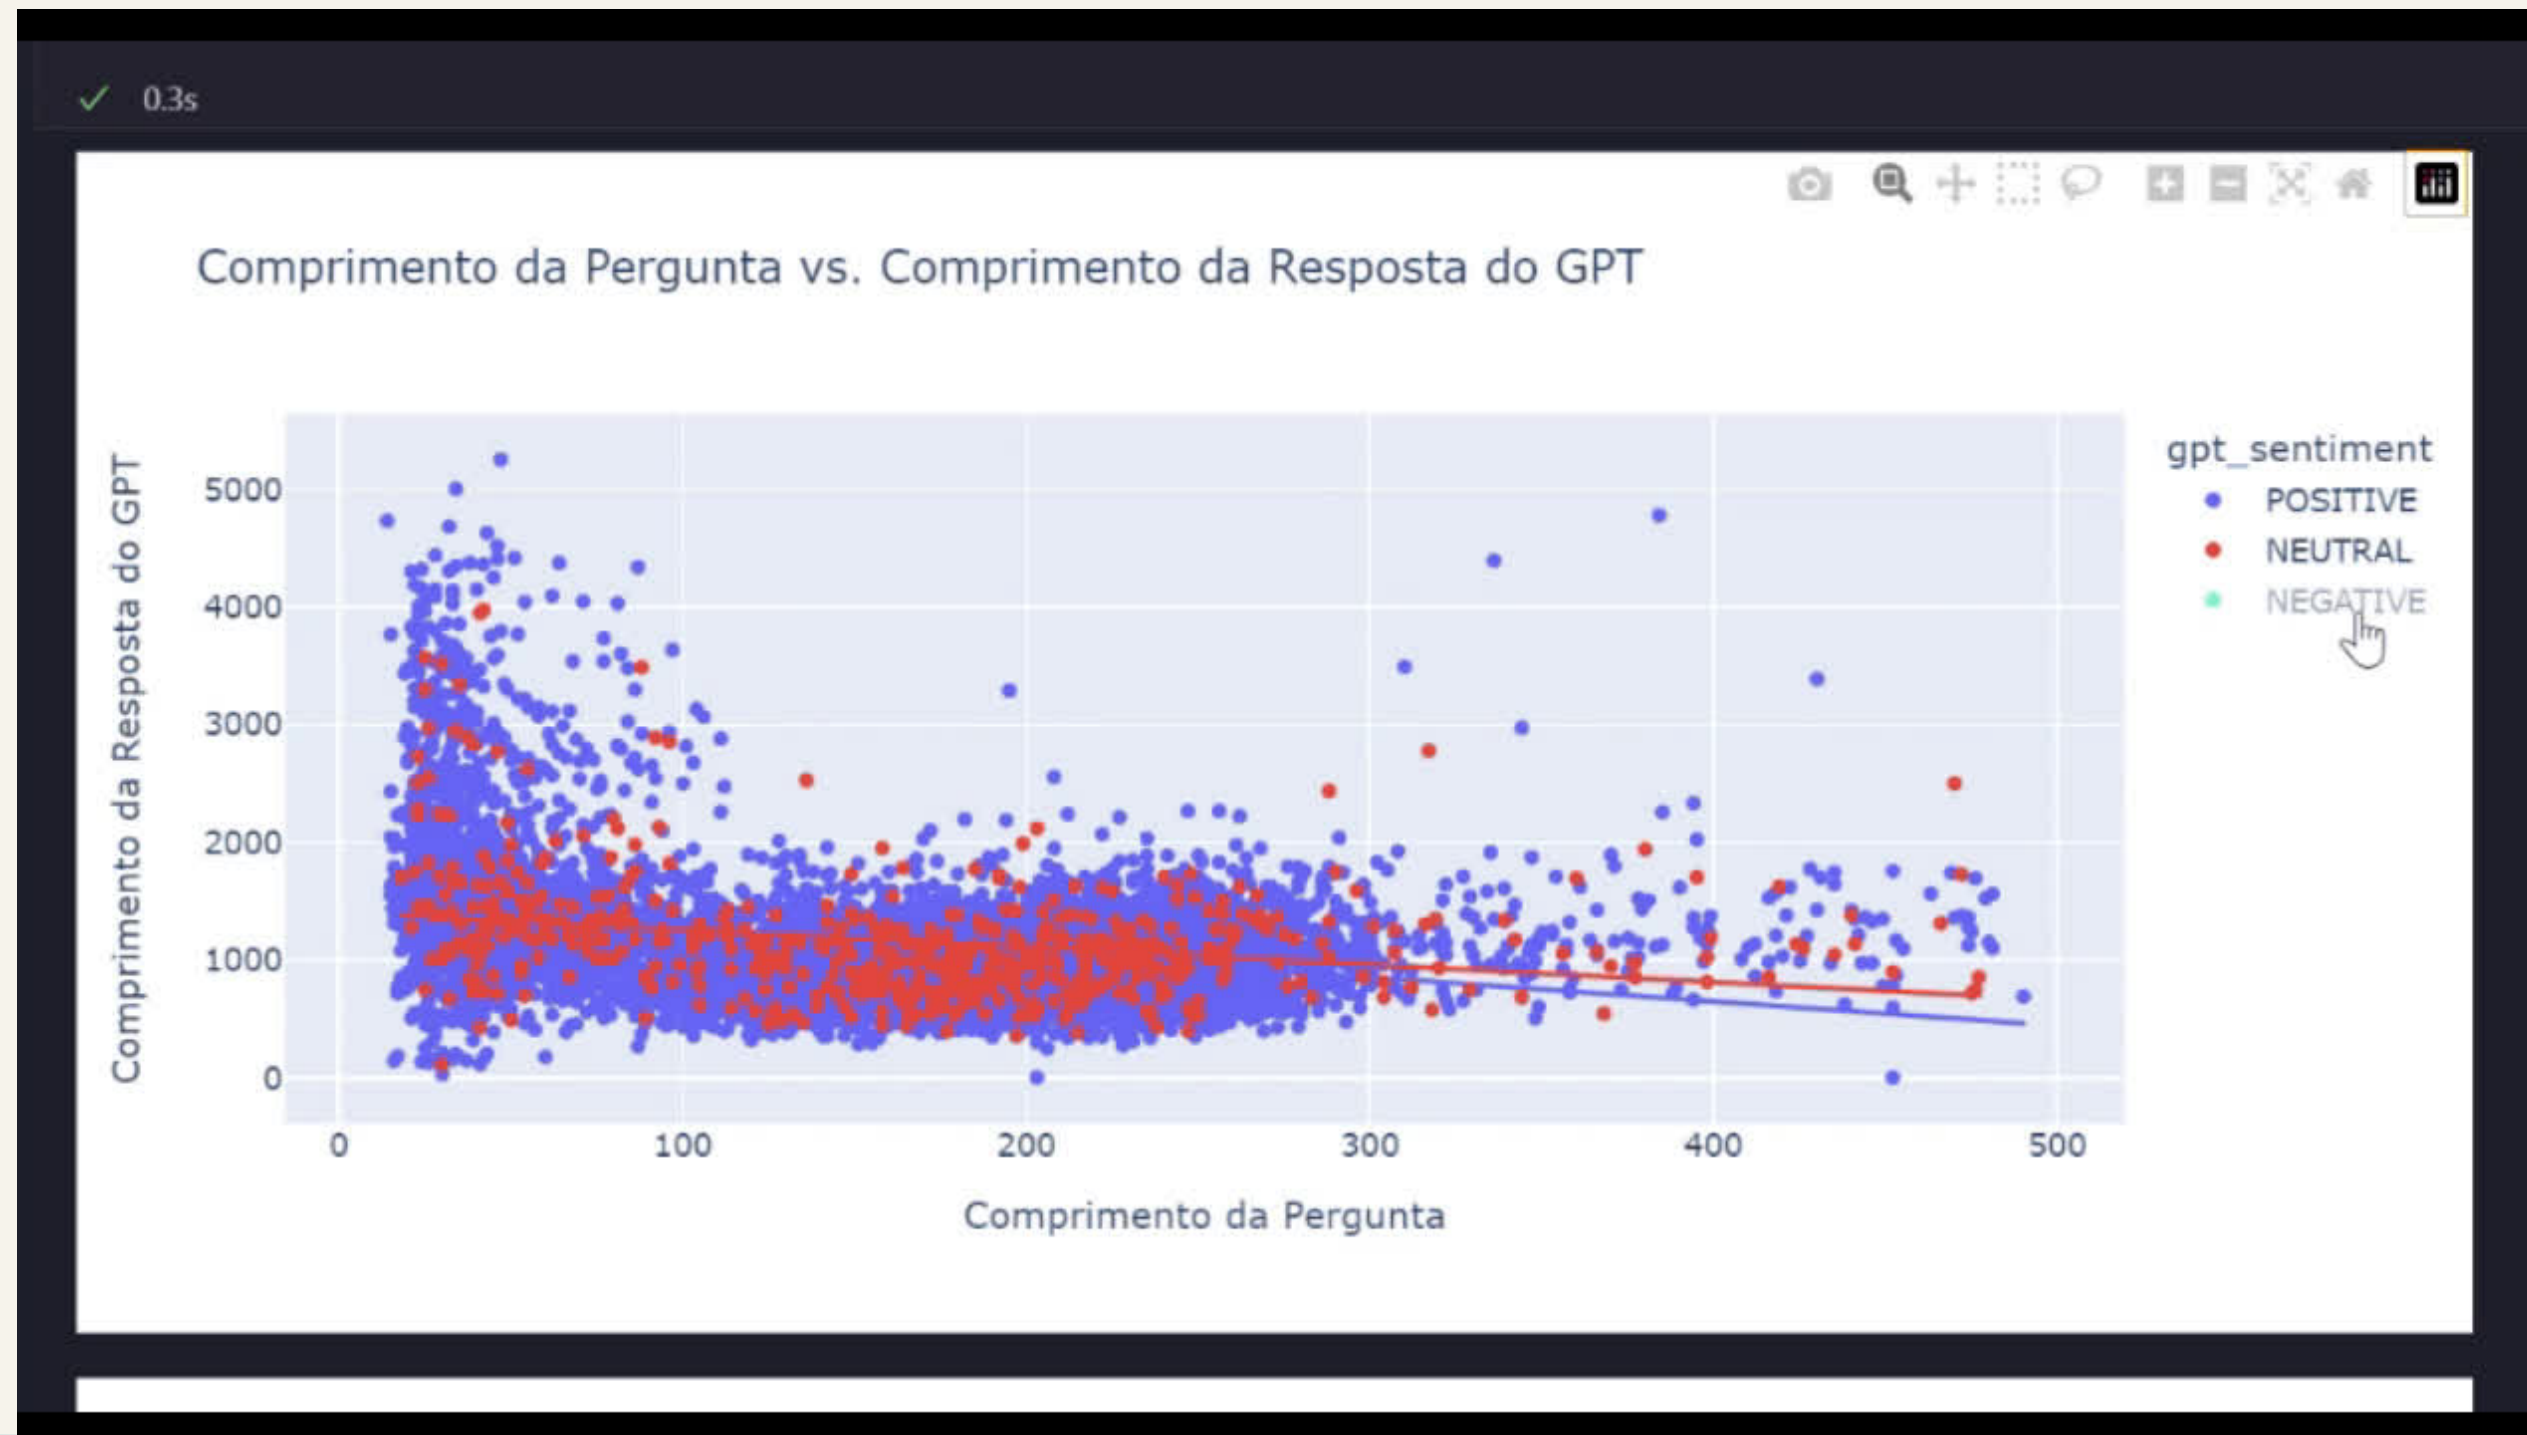 0.3s
Comprimento da Pergunta vs. Comprimento da Resposta do GPT
Comprimento da Resposta do GPT
5000
4000
3000
2000
1000
0
0 100 200 300 400 500
Comprimento da Pergunta
gpt_sentiment
POSITIVE
NEUTRAL
NEGATIVE